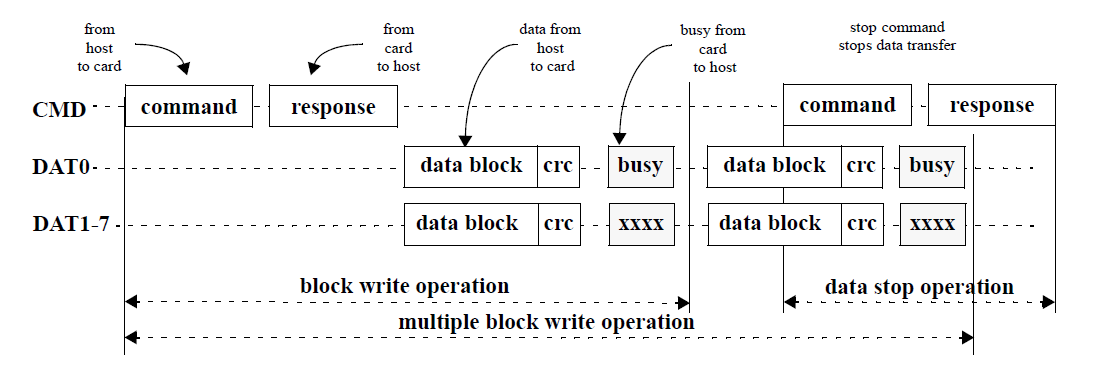 from
host
to card
from
card
to host
data from
host
to card
busy from
card
to host
stop command
stops data transfer
CMD
command
response
command
response
DAT0
data block
crc
busy
data block
crc
busy
DAT1-7
data block
crc
xxxx
data block
crc
xxxx
block write operation
data stop operation
multiple block write operation